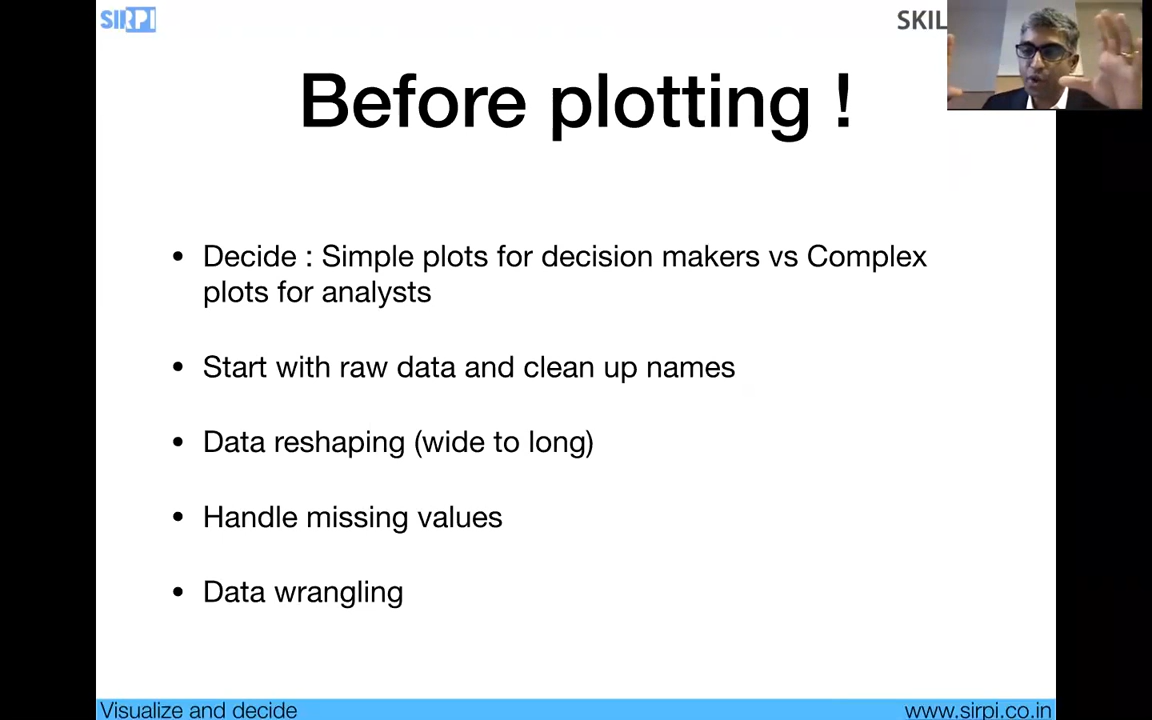 SIRPI
SKIL
Before plotting !
• Decide : Simple plots for decision makers vs Complex
plots for analysts
• Start with raw data and clean up names
• Data reshaping (wide to long)
• Handle missing values
• Data wrangling
Visualize and decide
www.sirpi.co.in